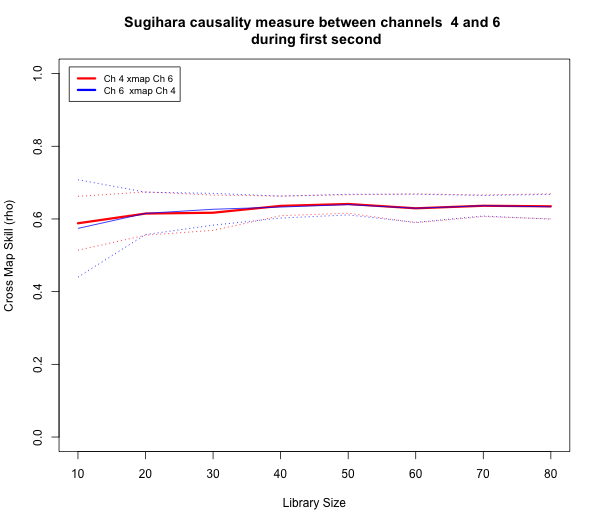 Sugihara causality measure between channels  4 and 6
during first second
Ch 4 xmap Ch 6
Ch 6  xmap Ch 4
Cross Map Skill (rho)
1.0
0.8
0.6
0.4
0.2
0.0
10 20 30 40 50 60 70 80
Library Size